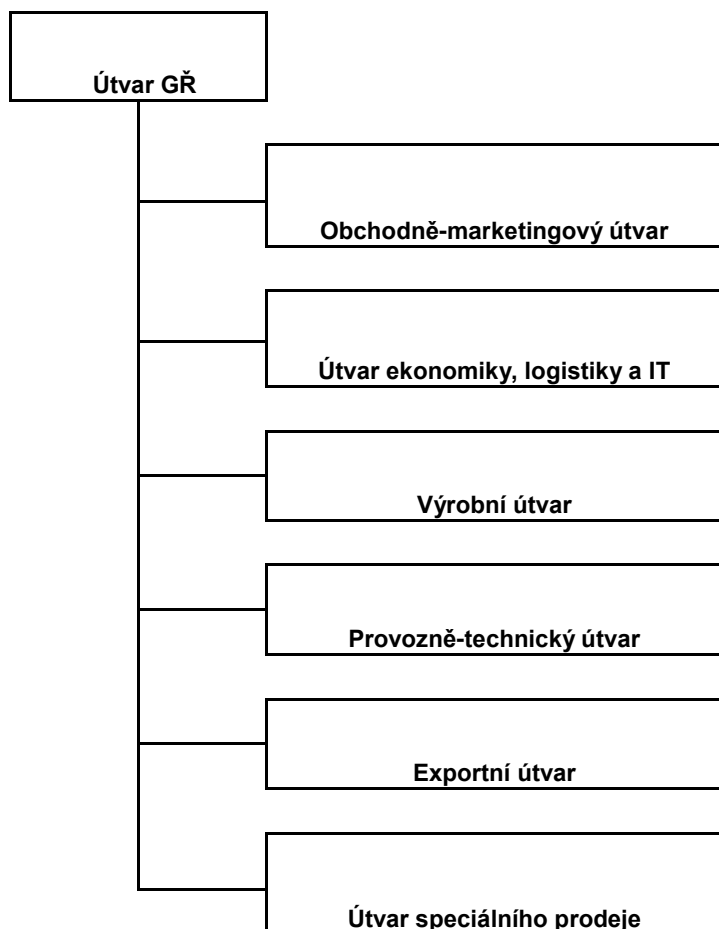 Útvar GŘ
Obchodně-marketingový útvar
Útvar ekonomiky, logistiky a IT
Výrobní útvar
Provozně-technický útvar
Exportní útvar
Útvar speciálního prodeje